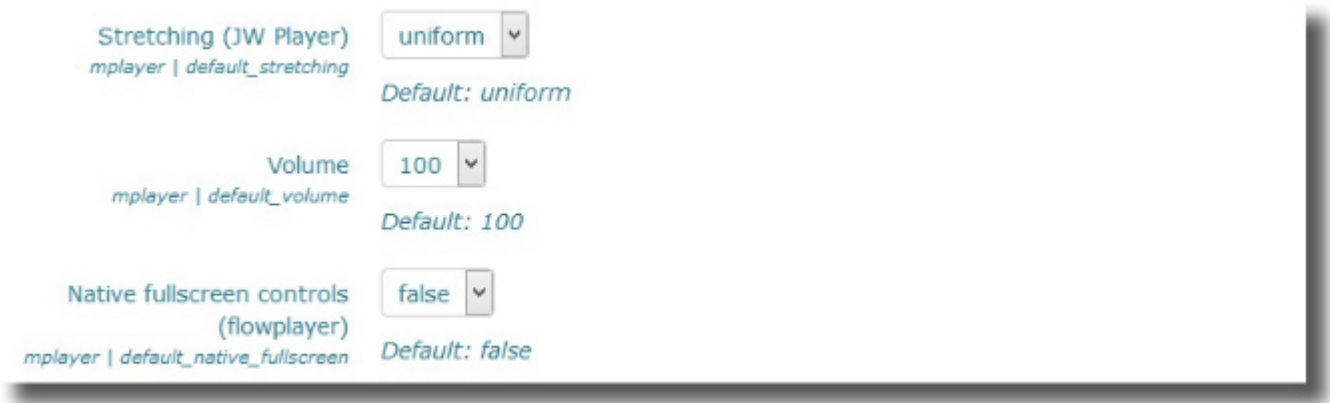 Stretching (JW Player) uniform
mplayer | default_stretching
Default: uniform
Volume 100
mplayer | default_volume
Default: 100
Native fullscreen controls false
(flowplayer)
mplayer | default_native_fullscreen Default: false